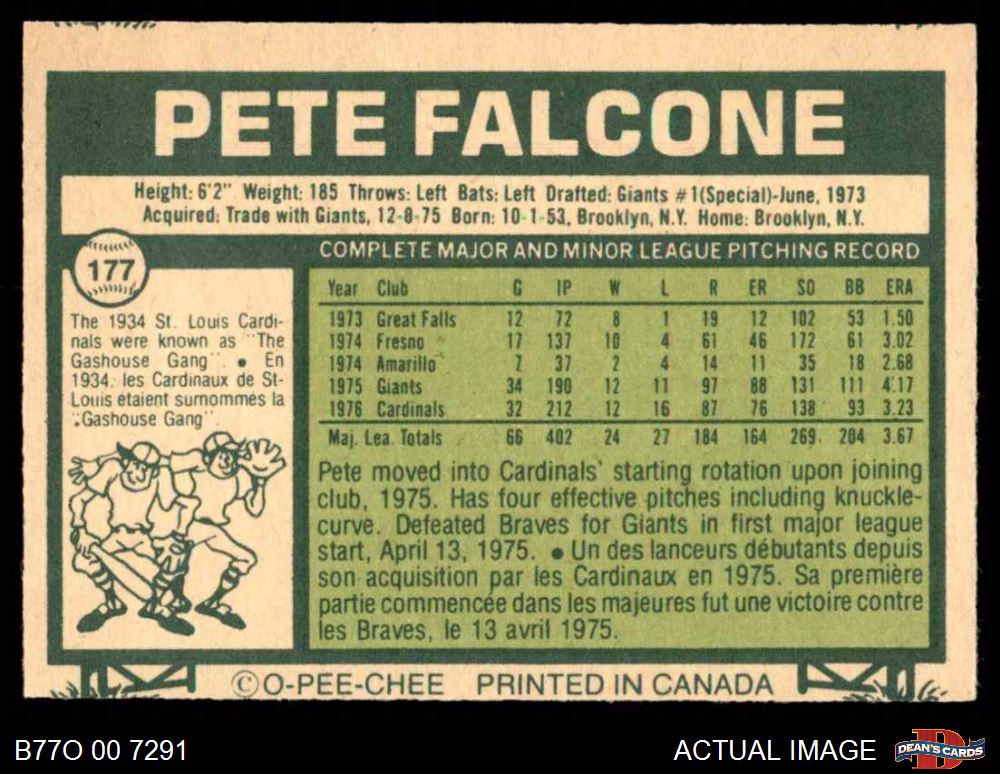 PETE FALCONE
Height: 6'2" Weight: 185 Throws: Left Bats: Left Drafted: Giants #1(Special)-June, 1973
Acquired: Trade with Giants, 12-8-75 Born: 10-1-53, Brooklyn, N.Y. Home: Brooklyn, N.Y.
177
The 1934 St. Louis Cardi-
nals were known as "The
Gashouse Gang". ● En
1934, les Cardinaux de St-
Louis étaient surnommés la
"Gashouse Gang"
COMPLETE MAJOR AND MINOR LEAGUE PITCHING RECORD
Year Club G IP W L R ER SO BB ERA
1973 Great Falls 12 72 8 1 19 12 102 53 1.50
1974 Fresno 17 137 10 4 61 46 172 61 3.02
1974 Amarillo 7 37 2 4 14 11 35 18 2.68
1975 Giants 34 190 12 11 97 88 131 111 4.17
1976 Cardinals 32 212 12 16 87 76 138 93 3.23
Maj. Lea. Totals 66 402 24 27 184 164 269 204 3.67
Pete moved into Cardinals' starting rotation upon joining
club, 1975. Has four effective pitches including knuckle-
curve. Defeated Braves for Giants in first major league
start, April 13, 1975. ● Un des lanceurs débutants depuis
son acquisition par les Cardinaux en 1975. Sa première
partie commencée dans les majeures fut une victoire contre
les Braves, le 13 avril 1975.
© O-PEE-CHEE PRINTED IN CANADA
B77O 00 7291
ACTUAL IMAGE
D
DEAN'S CARDS